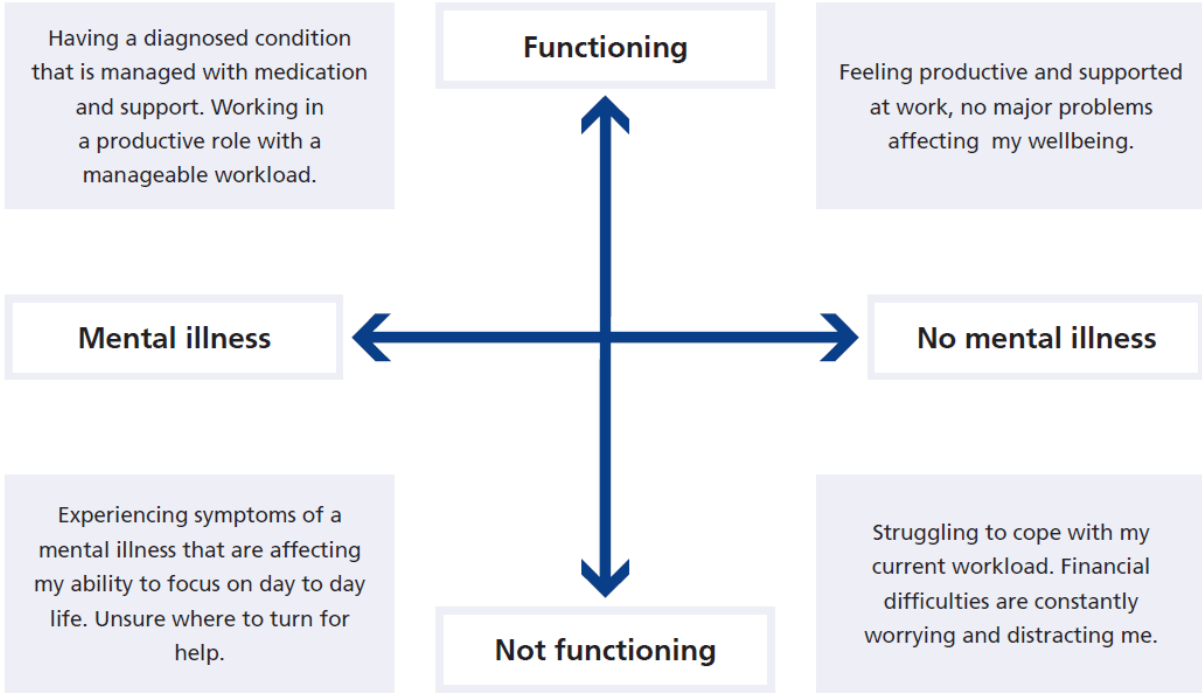 Having a diagnosed condition
that is managed with medication
and support. Working in
a productive role with a
manageable workload.
Functioning
Feeling productive and supported
at work, no major problems
affecting  my wellbeing.
Mental illness
No mental illness
Experiencing symptoms of a
mental illness that are affecting
my ability to focus on day to day
life. Unsure where to turn for
help.
Not functioning
Struggling to cope with my
current workload. Financial
difficulties are constantly
worrying and distracting me.